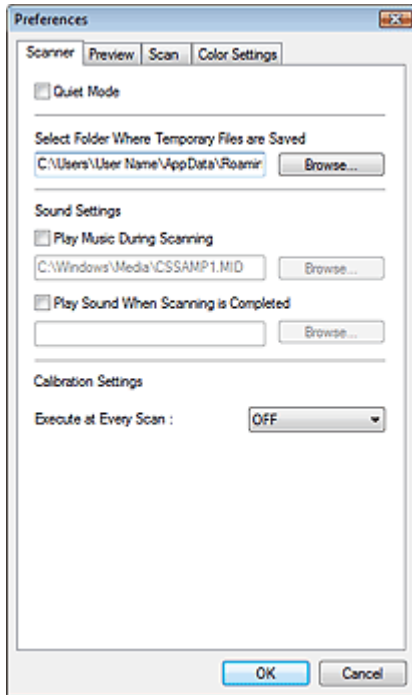 Preferences
Scanner Preview Scan Color Settings
Quiet Mode
Select Folder Where Temporary Files are Saved
C:\Users\User Name\AppData\Roamir Browse...
Sound Settings
Play Music During Scanning
C:\Windows\Media\CSSAMP1.MID Browse...
Play Sound When Scanning is Completed
Browse...
Calibration Settings
Execute at Every Scan : OFF
OK Cancel